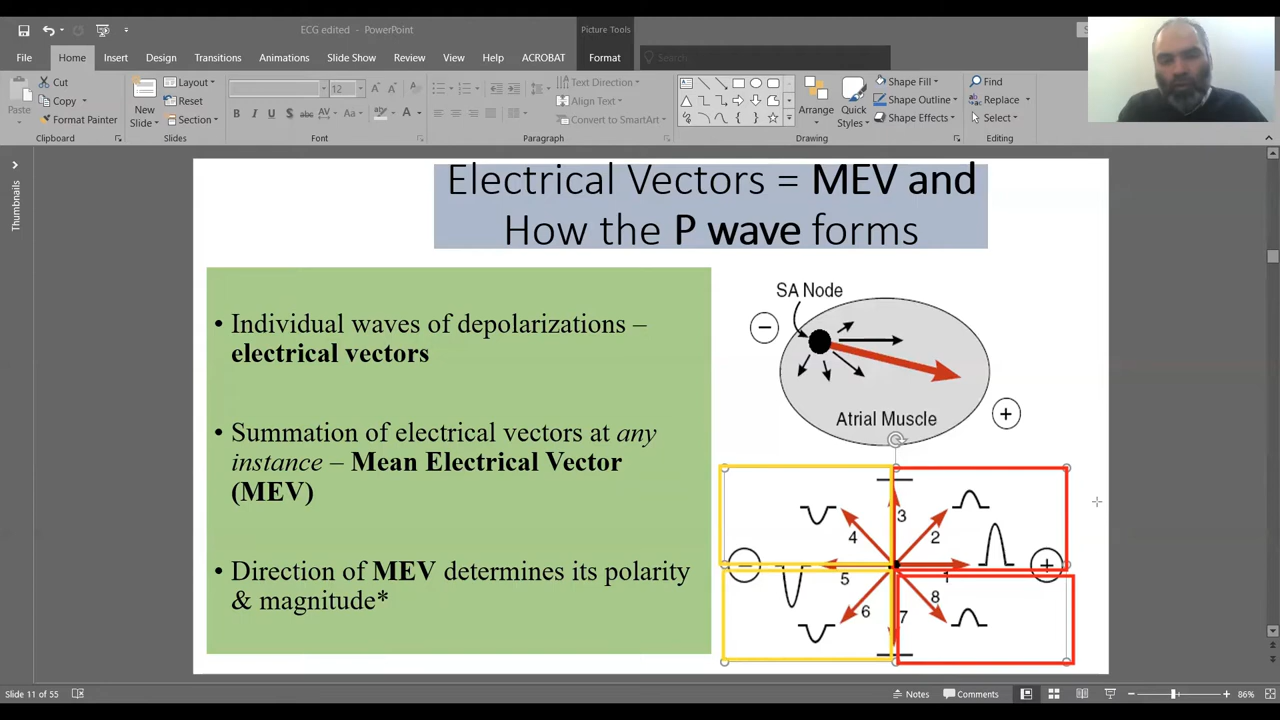 ECG edited - PowerPoint
Picture Tools
File Home Insert Design Transitions Animations Slide Show Review View Help ACROBAT Format Search
Paste
Cut
Copy
Format Painter
Clipboard
New
Slide
Layout
Reset
Section
Slides
12
Font
Text Direction
Align Text
Convert to SmartArt
Paragraph
Arrange
Quick
Styles
Shape Fill
Shape Outline
Shape Effects
Drawing
Find
Replace
Select
Editing
Thumbnails
Electrical Vectors = MEV and
How the P wave forms
• Individual waves of depolarizations –
electrical vectors
• Summation of electrical vectors at any
instance – Mean Electrical Vector
(MEV)
• Direction of MEV determines its polarity
& magnitude*
SA Node
−
+
Atrial Muscle
3
4
2
−
5
1
+
6
7
8
Slide 11 of 55
Notes
Comments
86%